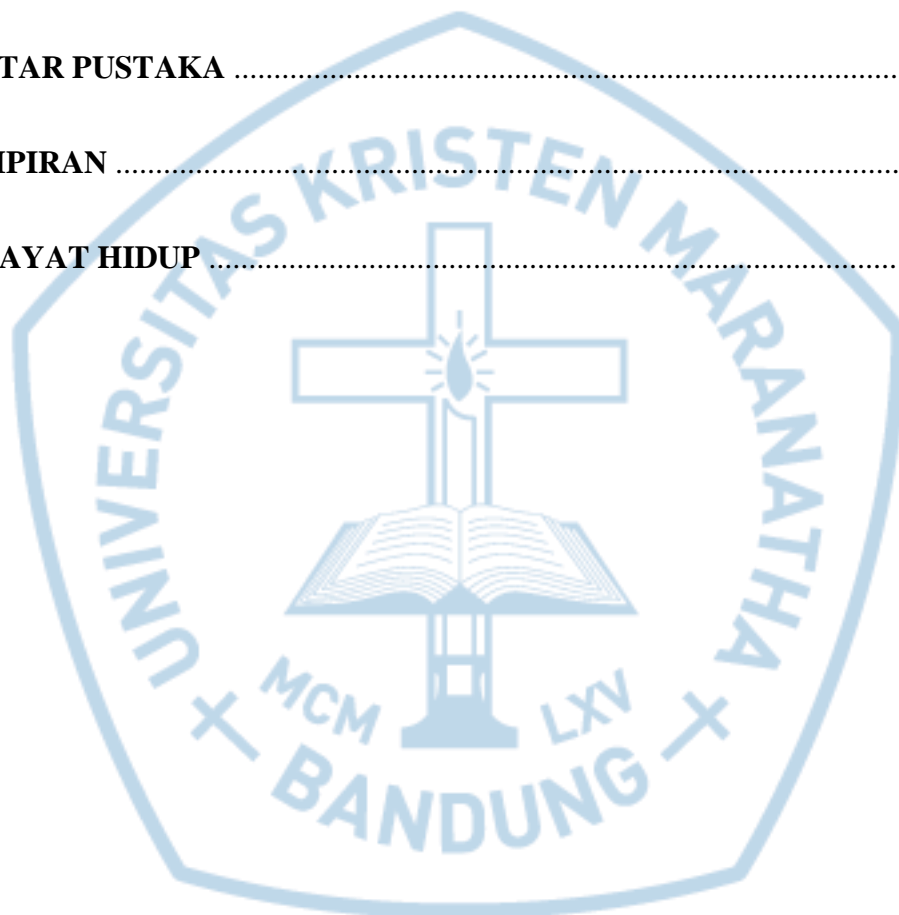 TAR PUSTAKA ................................................................................
IPIRAN ................................................................................
AYAT HIDUP ................................................................................
UNIVERSITAS KRISTEN MARANATHA
MCM LXV
+ BANDUNG +